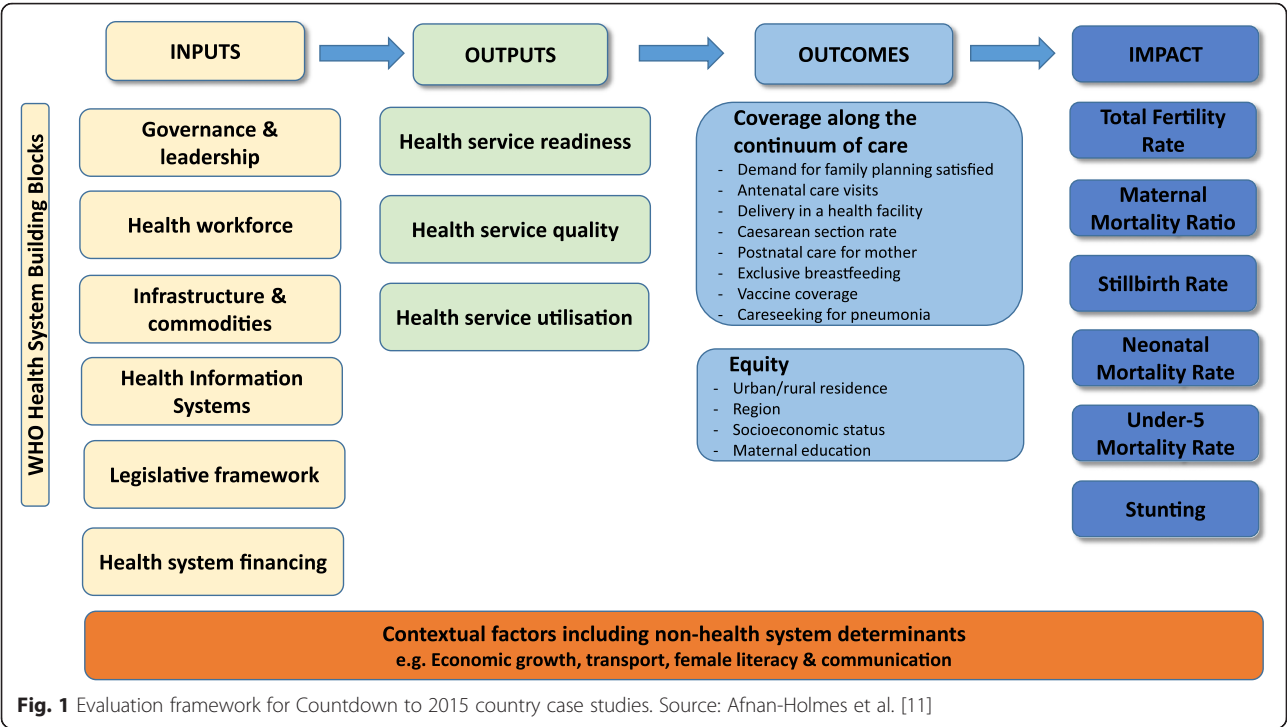 INPUTS
OUTPUTS
OUTCOMES
IMPACT
WHO Health System Building Blocks
Governance &
leadership
Health workforce
Infrastructure &
commodities
Health Information
Systems
Legislative framework
Health system financing
Health service readiness
Health service quality
Health service utilisation
Coverage along the
continuum of care
- Demand for family planning satisfied
- Antenatal care visits
- Delivery in a health facility
- Caesarean section rate
- Postnatal care for mother
- Exclusive breastfeeding
- Vaccine coverage
- Careseeking for pneumonia
Equity
- Urban/rural residence
- Region
- Socioeconomic status
- Maternal education
Total Fertility
Rate
Maternal
Mortality Ratio
Stillbirth Rate
Neonatal
Mortality Rate
Under-5
Mortality Rate
Stunting
Contextual factors including non-health system determinants
e.g. Economic growth, transport, female literacy & communication
Fig. 1 Evaluation framework for Countdown to 2015 country case studies. Source: Afnan-Holmes et al. [11]